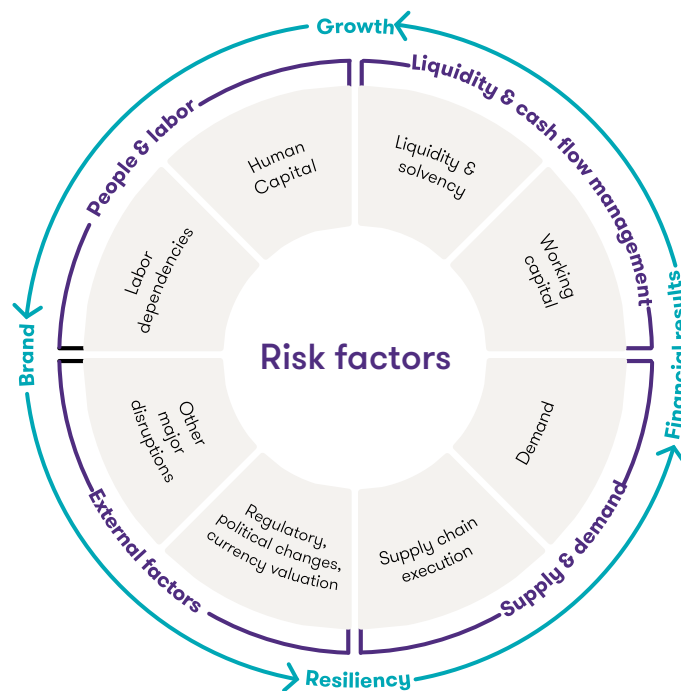 Growth
Liquidity & cash flow management
People & labor
Human
Capital
Liquidity &
solvency
Labor
dependencies
Working
capital
Financial results
Brand
Risk factors
Other
major
disruptions
Demand
Regulatory,
political changes,
currency valuation
Supply chain
execution
External factors
Supply & demand
Resiliency